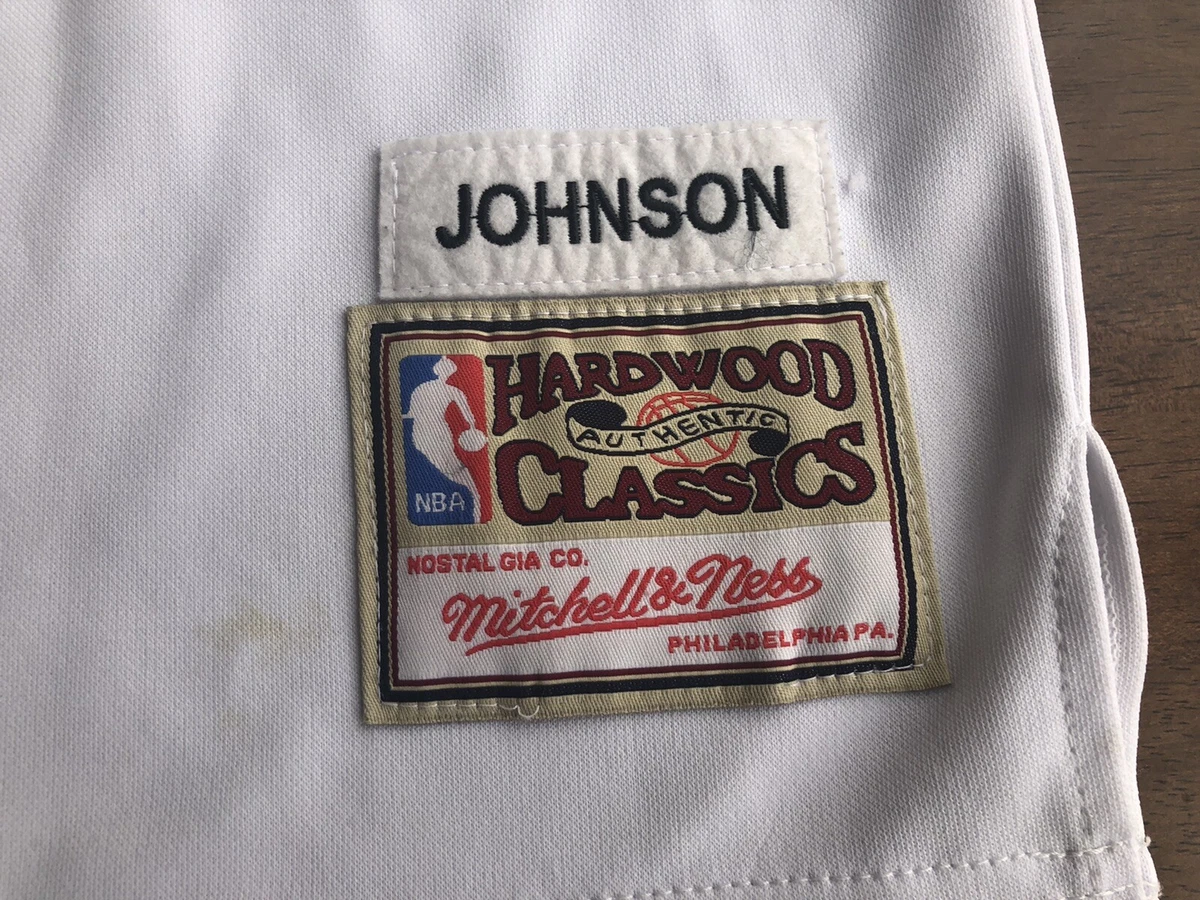 JOHNSON
HARDWOOD
AUTHENTIC
CLASSICS
NBA
NOSTALGIA CO.
Mitchell & Ness
PHILADELPHIA PA.